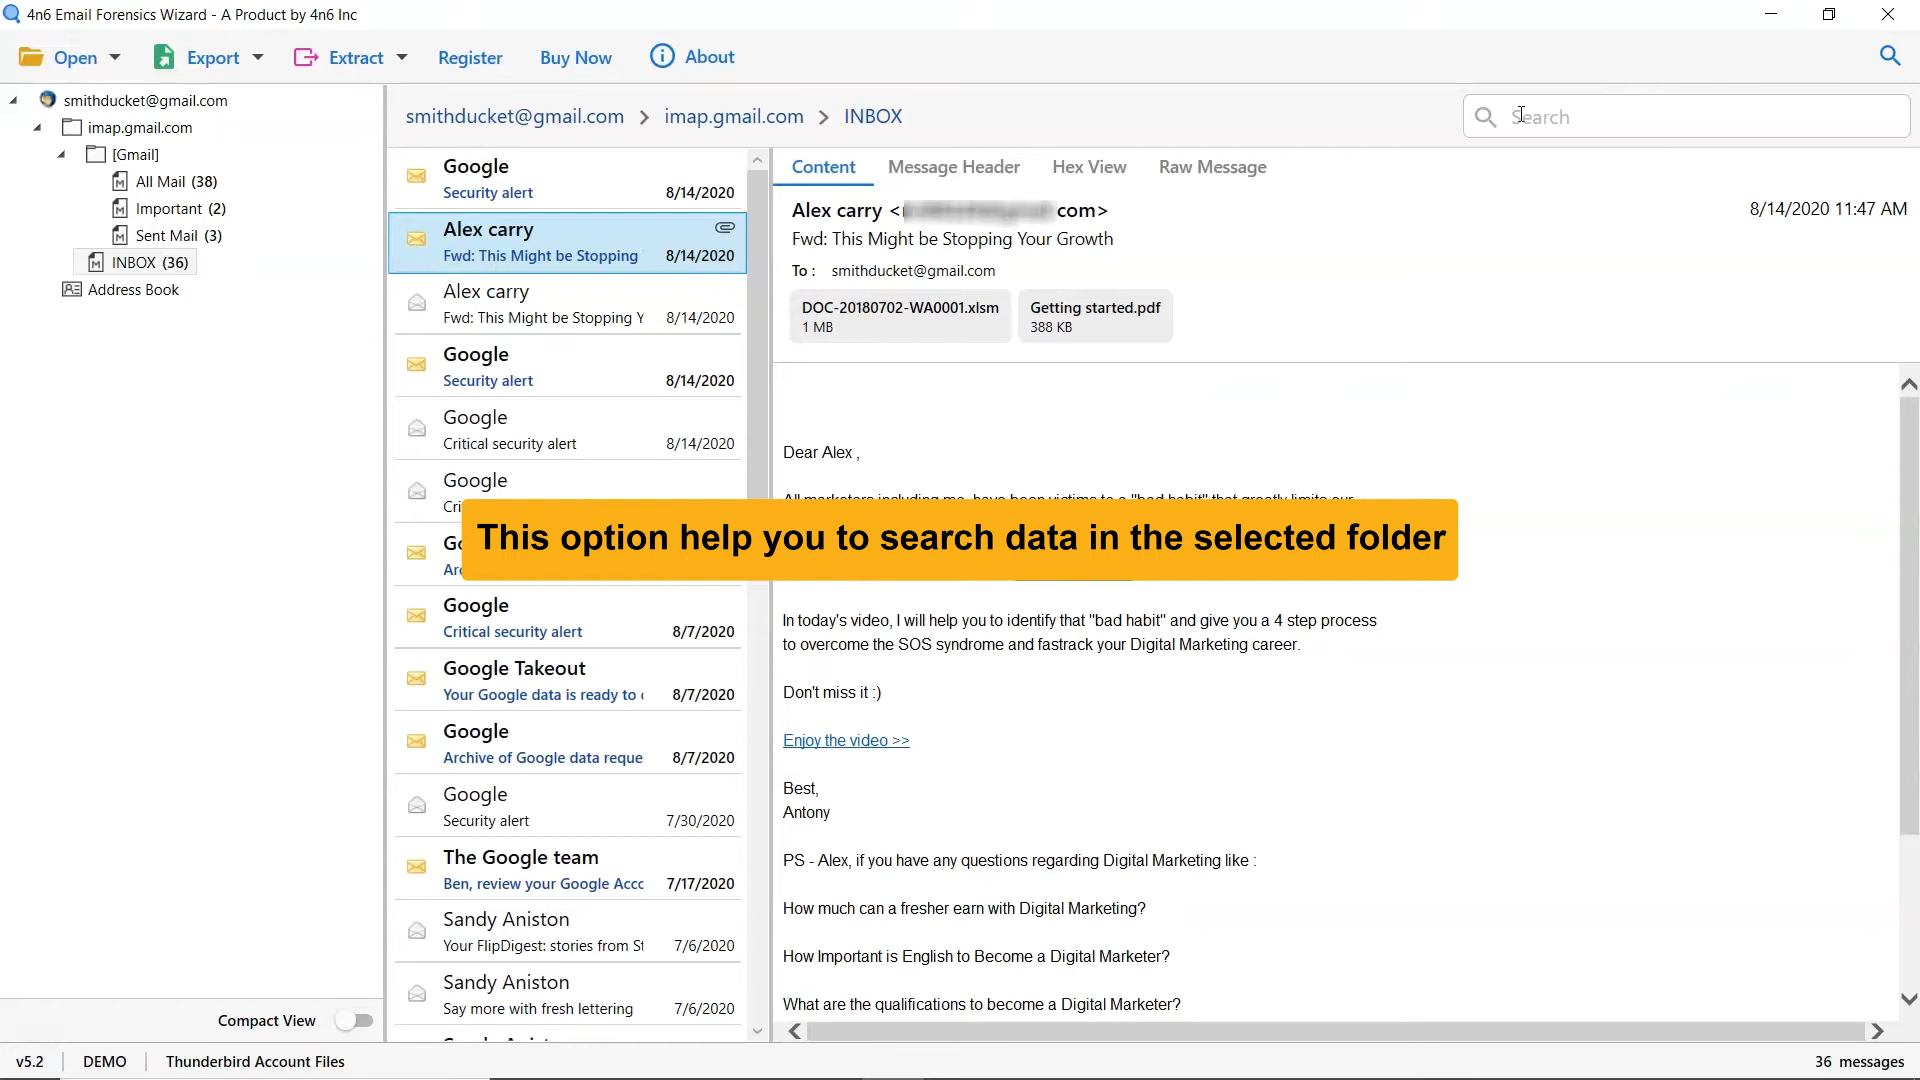 4n6 Email Forensics Wizard - A Product by 4n6 Inc
Open
Export
Extract
Register
Buy Now
About
smithducket@gmail.com
imap.gmail.com
[Gmail]
All Mail (38)
Important (2)
Sent Mail (3)
INBOX (36)
Address Book
smithducket@gmail.com > imap.gmail.com > INBOX
Search
Google
Security alert 8/14/2020
Alex carry
Fwd: This Might be Stopping 8/14/2020
Alex carry
Fwd: This Might be Stopping Y 8/14/2020
Google
Security alert 8/14/2020
Google
Critical security alert 8/14/2020
Google
Google
Critical security alert 8/7/2020
Google Takeout
Your Google data is ready to 8/7/2020
Google
Archive of Google data reque 8/7/2020
Google
Security alert 7/30/2020
The Google team
Ben, review your Google Acc 7/17/2020
Sandy Aniston
Your FlipDigest: stories from St 7/6/2020
Sandy Aniston
Say more with fresh lettering 7/6/2020
Content Message Header Hex View Raw Message
Alex carry < com>
8/14/2020 11:47 AM
Fwd: This Might be Stopping Your Growth
To : smithducket@gmail.com
DOC-20180702-WA0001.xlsm
1 MB
Getting started.pdf
388 KB
Dear Alex ,
This option help you to search data in the selected folder
In today's video, I will help you to identify that "bad habit" and give you a 4 step process
to overcome the SOS syndrome and fastrack your Digital Marketing career.
Don't miss it :)
Enjoy the video >>
Best,
Antony
PS - Alex, if you have any questions regarding Digital Marketing like :
How much can a fresher earn with Digital Marketing?
How Important is English to Become a Digital Marketer?
What are the qualifications to become a Digital Marketer?
Compact View
v5.2 DEMO Thunderbird Account Files
36 messages